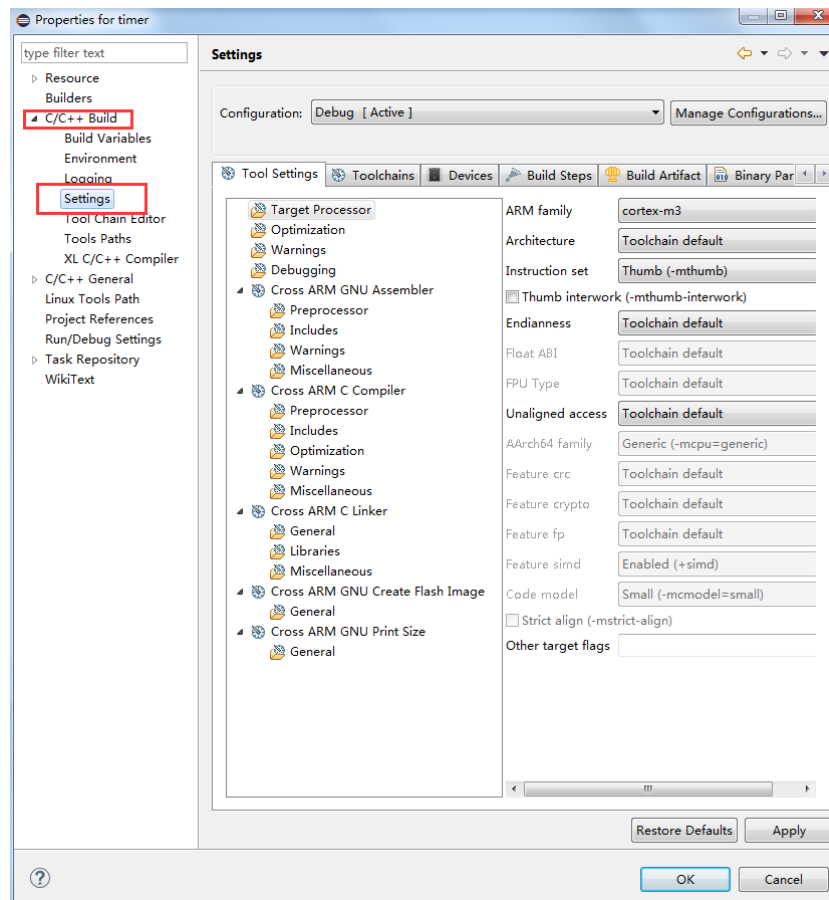 Properties for timer
type filter text
Resource
Builders
C/C++ Build
Build Variables
Environment
Logging
Settings
Tool Chain Editor
Tools Paths
XL C/C++ Compiler
C/C++ General
Linux Tools Path
Project References
Run/Debug Settings
Task Repository
WikiText
Settings
Configuration: Debug [ Active ] Manage Configurations...
Tool Settings Toolchains Devices Build Steps Build Artifact Binary Par
Target Processor
Optimization
Warnings
Debugging
Cross ARM GNU Assembler
Preprocessor
Includes
Warnings
Miscellaneous
Cross ARM C Compiler
Preprocessor
Includes
Optimization
Warnings
Miscellaneous
Cross ARM C Linker
General
Libraries
Miscellaneous
Cross ARM GNU Create Flash Image
General
Cross ARM GNU Print Size
General
ARM family cortex-m3
Architecture Toolchain default
Instruction set Thumb (-mthumb)
Thumb interwork (-mthumb-interwork)
Endianness Toolchain default
Float ABI Toolchain default
FPU Type Toolchain default
Unaligned access Toolchain default
AArch64 family Generic (-mcpu=generic)
Feature crc Toolchain default
Feature crypto Toolchain default
Feature fp Toolchain default
Feature simd Enabled (+simd)
Code model Small (-mcmodel=small)
Strict align (-mstrict-align)
Other target flags
Restore Defaults Apply
OK Cancel